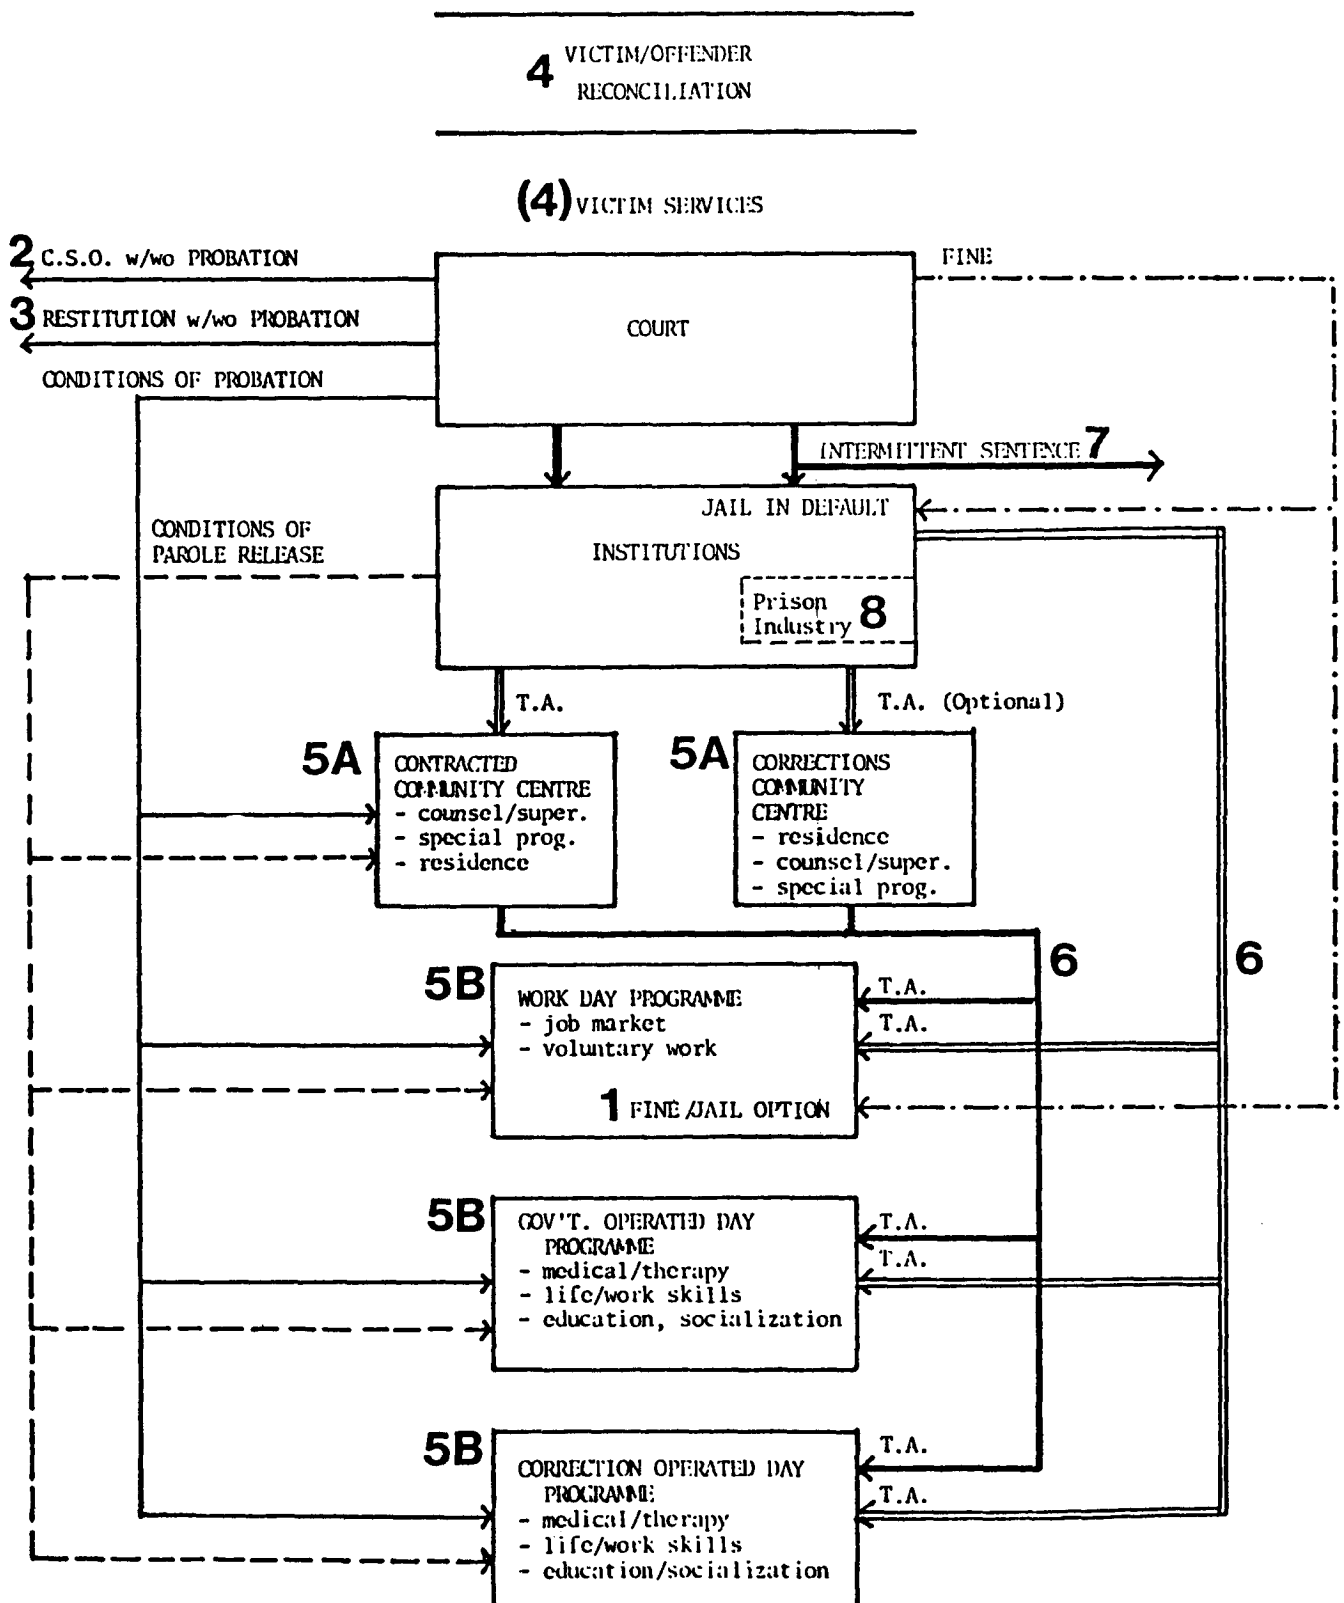 4 VICTIM/OFFENDER
RECONCILIATION
(4) VICTIM SERVICES
2 C.S.O. w/wo PROBATION
FINE
3 RESTITUTION w/wo PROBATION
COURT
CONDITIONS OF PROBATION
INTERMITTENT SENTENCE 7
JAIL IN DEFAULT
CONDITIONS OF
PAROLE RELEASE
INSTITUTIONS
Prison
Industry 8
T.A.
T.A. (Optional)
5A
CONTRACTED
COMMUNITY CENTRE
- counsel/super.
- special prog.
- residence
5A
CORRECTIONS
COMMUNITY
CENTRE
- residence
- counsel/super.
- special prog.
6
6
5B
WORK DAY PROGRAMME
- job market
- voluntary work
1 FINE/JAIL OPTION
T.A.
T.A.
5B
GOV'T. OPERATED DAY
PROGRAMME
- medical/therapy
- life/work skills
- education, socialization
T.A.
T.A.
5B
CORRECTION OPERATED DAY
PROGRAMME
- medical/therapy
- life/work skills
- education/socialization
T.A.
T.A.